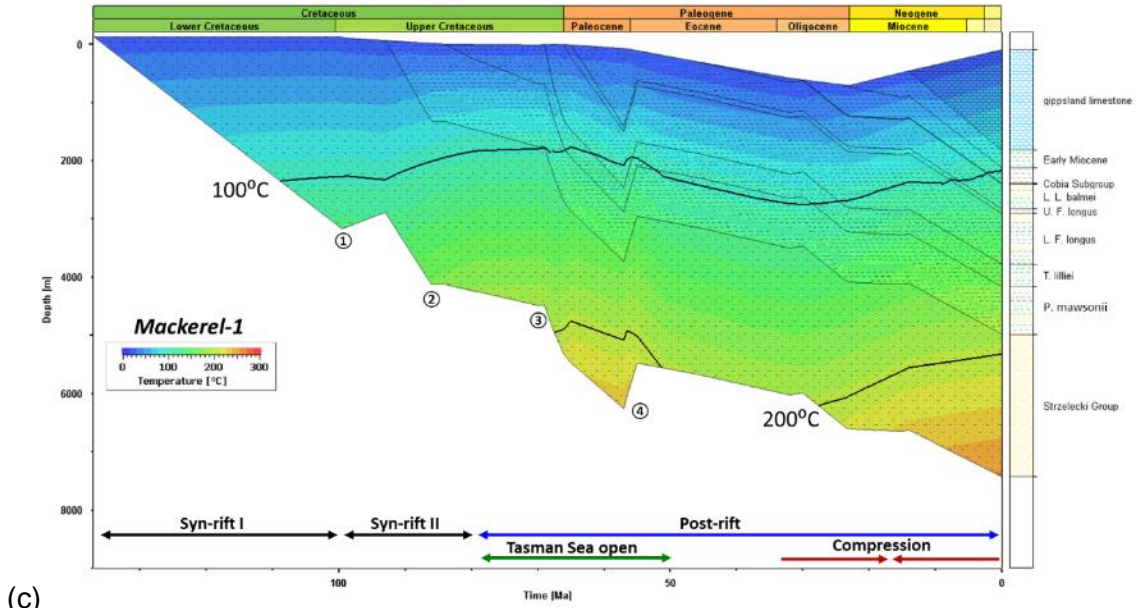 Cretaceous Paleogene Neogene
Lower Cretaceous Upper Cretaceous Paleocene Eocene Oligocene Miocene
0
2000
4000
6000
8000
Depth [m]
100°C
①
②
③
④
200°C
Mackerel-1
0 100 200 300
Temperature [°C]
gippsland limestone
Early Miocene
Cobia Subgroup
L. L. balmei
U. F. longus
L. F. longus
T. lilliei
P. mawsonii
Strzelecki Group
Syn-rift I Syn-rift II Post-rift
Tasman Sea open Compression
100 50 0
Time [Ma]
(c)